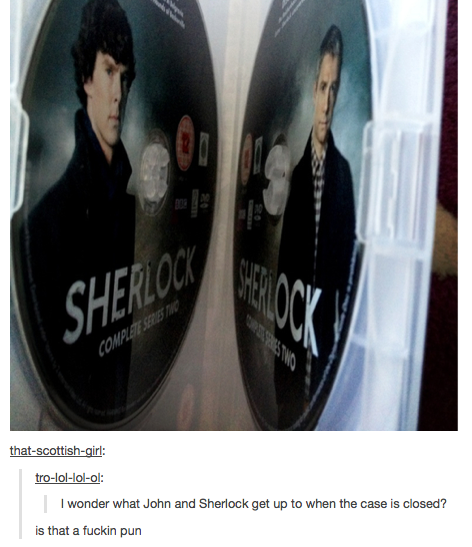 12
SHERLOCK
COMPLETE SERIES TWO
SHERLOCK
COMPLETE SERIES TWO
that-scottish-girl:
tro-lol-lol-ol:
I wonder what John and Sherlock get up to when the case is closed?
is that a fuckin pun